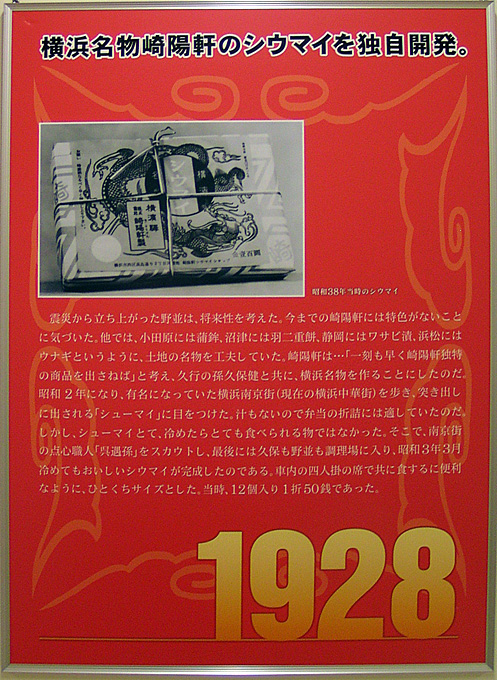 横浜名物崎陽軒のシウマイを独自開発。
シウマイ
横濱
崎陽軒
金壹百圓
昭和38年当時のシウマイ
震災から立ち上がった野並は、将来性を考えた。今までの崎陽軒には特色がないこと
に気づいた。他では、小田原には蒲鉾、沼津には羽二重餅、静岡にはワサビ漬、浜松には
ウナギというように、土地の名物を工夫していた。崎陽軒は…「一刻も早く崎陽軒独特
の商品を出さねば」と考え、久行の孫久保健と共に、横浜名物を作ることにしたのだ。
昭和2年になり、有名になっていた横浜南京街(現在の横浜中華街)を歩き、突き出し
に出される「シューマイ」に目をつけた。汁もないので弁当の折詰には適していたのだ。
しかし、シューマイとて、冷めたらとても食べられる物ではなかった。そこで、南京街
の点心職人「呉遇孫」をスカウトし、最後には久保も野並も調理場に入り、昭和3年3月
冷めてもおいしいシウマイが完成したのである。車内の四人掛の席で共に食するに便利
なように、ひとくちサイズとした。当時、12個入り1折50銭であった。
1928